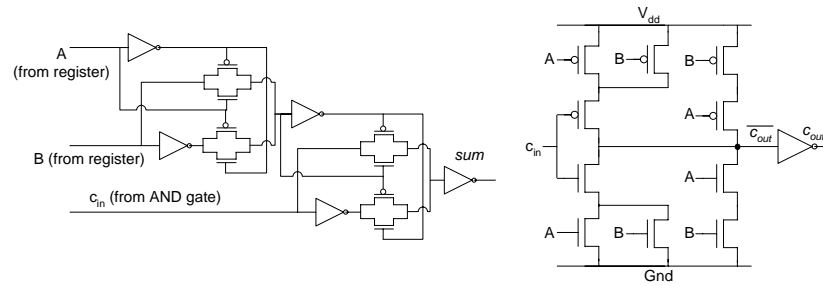 A
(from register)
B (from register)
c_in (from AND gate)
sum
V_dd
A
B
B
A
c_in
c_out
c_out
A
A
B
B
Gnd